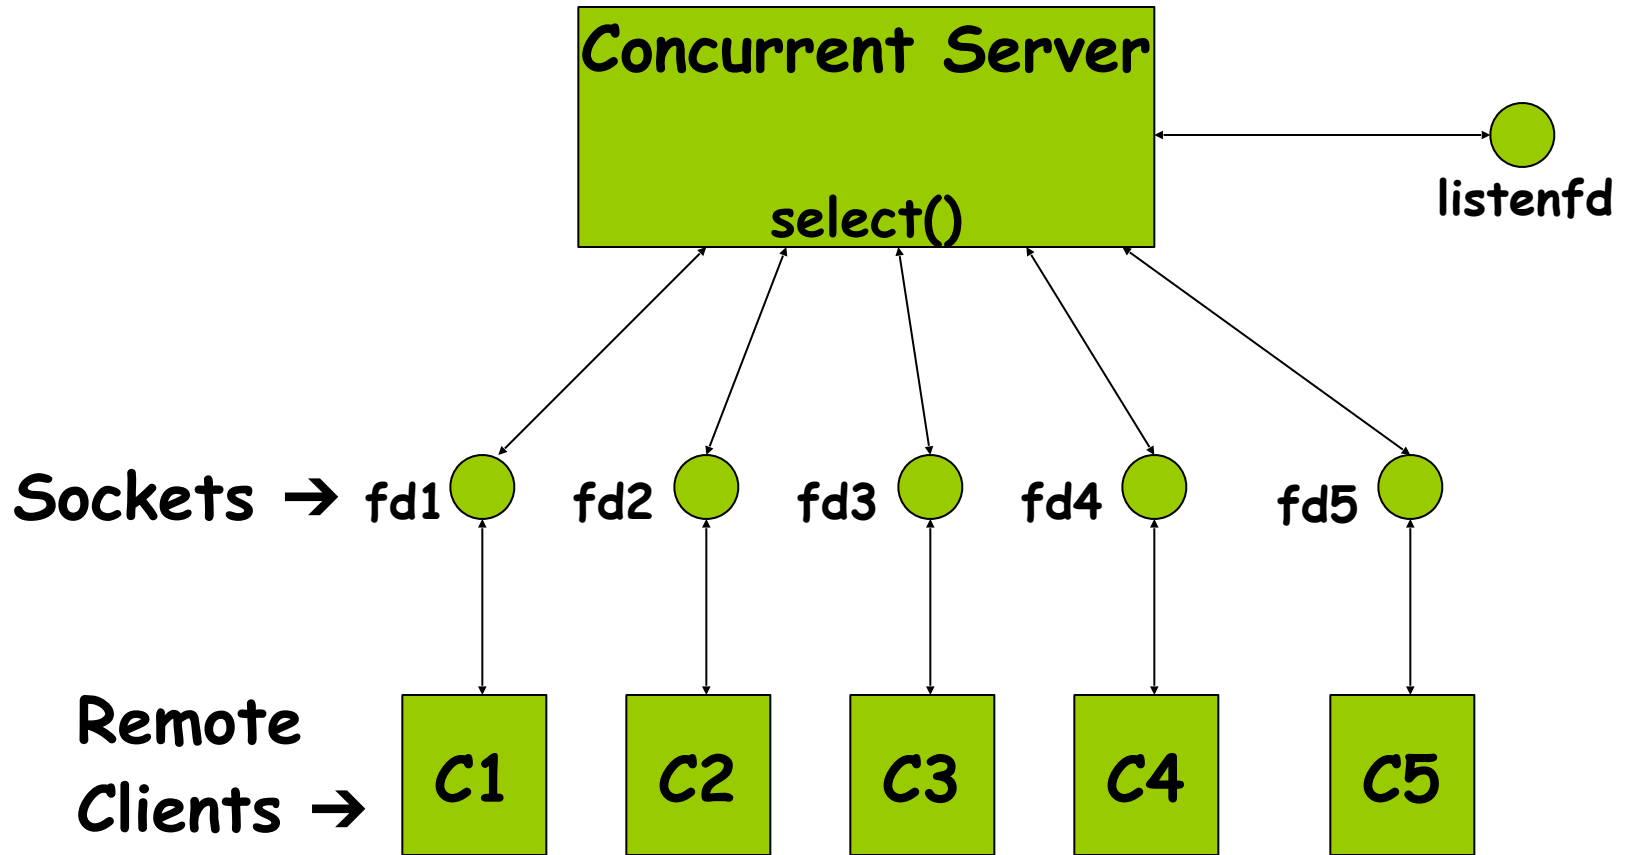 Concurrent Server
select()
listenfd
Sockets ➔ fd1 fd2 fd3 fd4 fd5
Remote
Clients ➔
C1 C2 C3 C4 C5